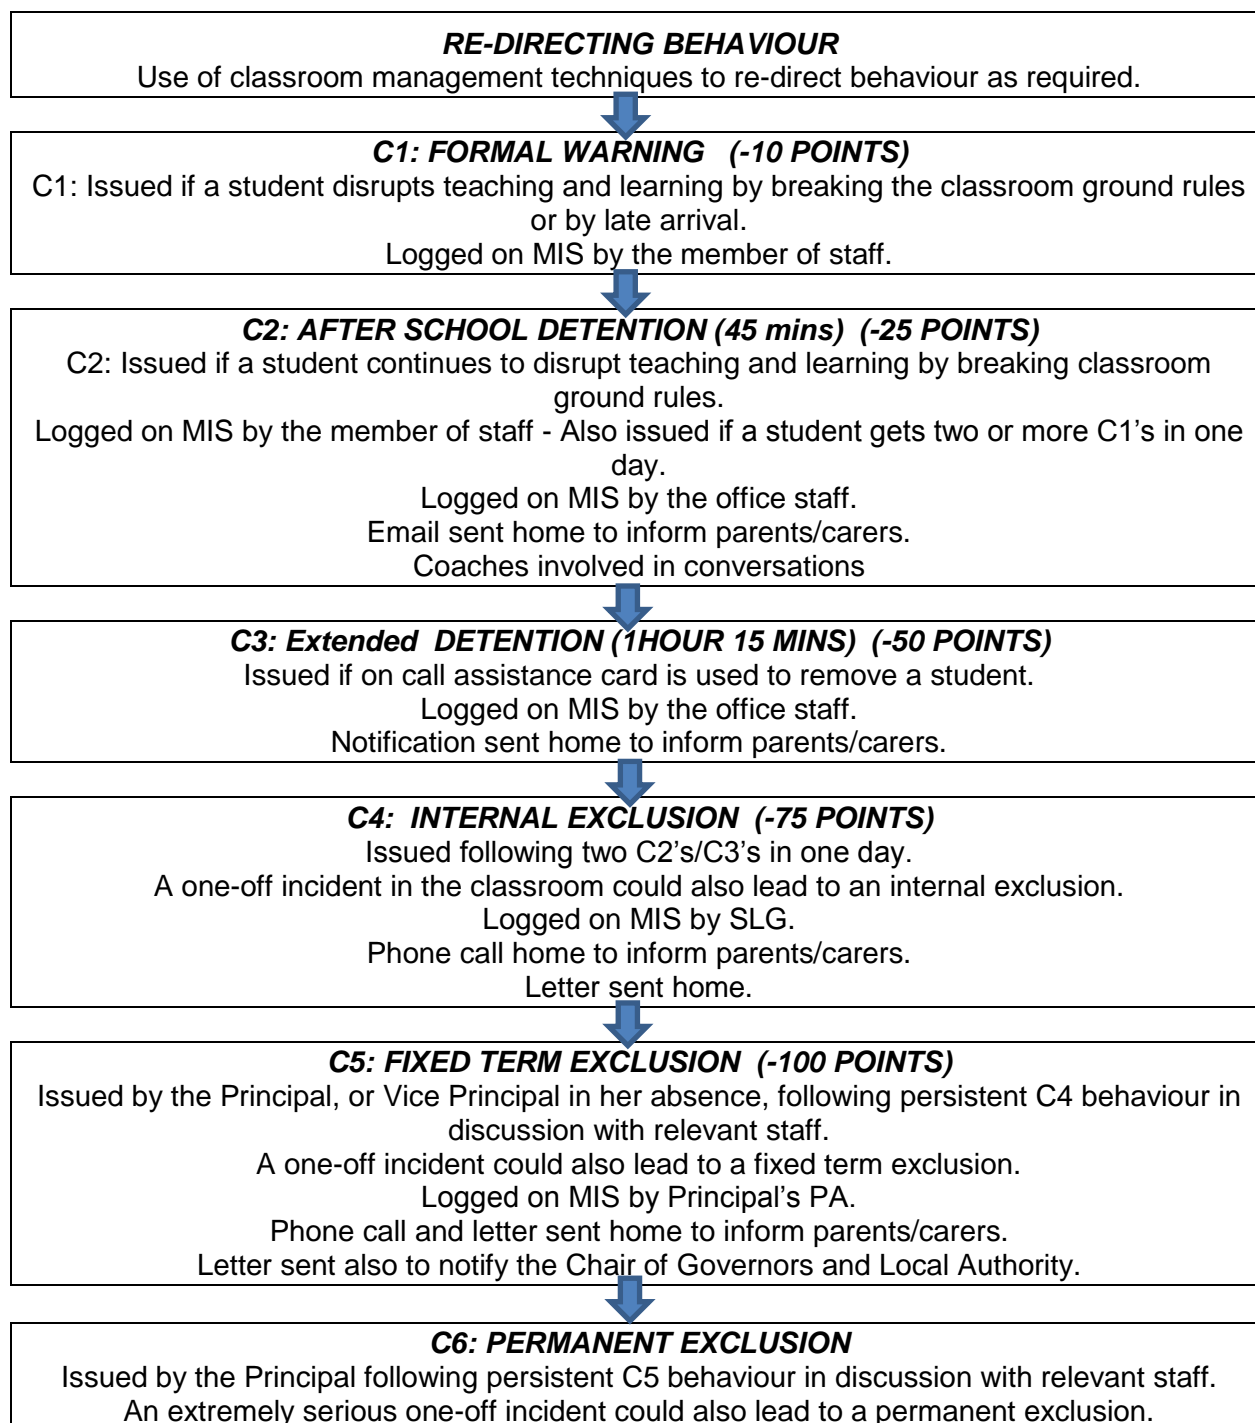 RE-DIRECTING BEHAVIOUR
Use of classroom management techniques to re-direct behaviour as required.
C1: FORMAL WARNING (-10 POINTS)
C1: Issued if a student disrupts teaching and learning by breaking the classroom ground rules
or by late arrival.
Logged on MIS by the member of staff.
C2: AFTER SCHOOL DETENTION (45 mins) (-25 POINTS)
C2: Issued if a student continues to disrupt teaching and learning by breaking classroom
ground rules.
Logged on MIS by the member of staff - Also issued if a student gets two or more C1's in one
day.
Logged on MIS by the office staff.
Email sent home to inform parents/carers.
Coaches involved in conversations
C3: Extended DETENTION (1HOUR 15 MINS) (-50 POINTS)
Issued if on call assistance card is used to remove a student.
Logged on MIS by the office staff.
Notification sent home to inform parents/carers.
C4: INTERNAL EXCLUSION (-75 POINTS)
Issued following two C2's/C3's in one day.
A one-off incident in the classroom could also lead to an internal exclusion.
Logged on MIS by SLG.
Phone call home to inform parents/carers.
Letter sent home.
C5: FIXED TERM EXCLUSION (-100 POINTS)
Issued by the Principal, or Vice Principal in her absence, following persistent C4 behaviour in
discussion with relevant staff.
A one-off incident could also lead to a fixed term exclusion.
Logged on MIS by Principal's PA.
Phone call and letter sent home to inform parents/carers.
Letter sent also to notify the Chair of Governors and Local Authority.
C6: PERMANENT EXCLUSION
Issued by the Principal following persistent C5 behaviour in discussion with relevant staff.
An extremely serious one-off incident could also lead to a permanent exclusion.